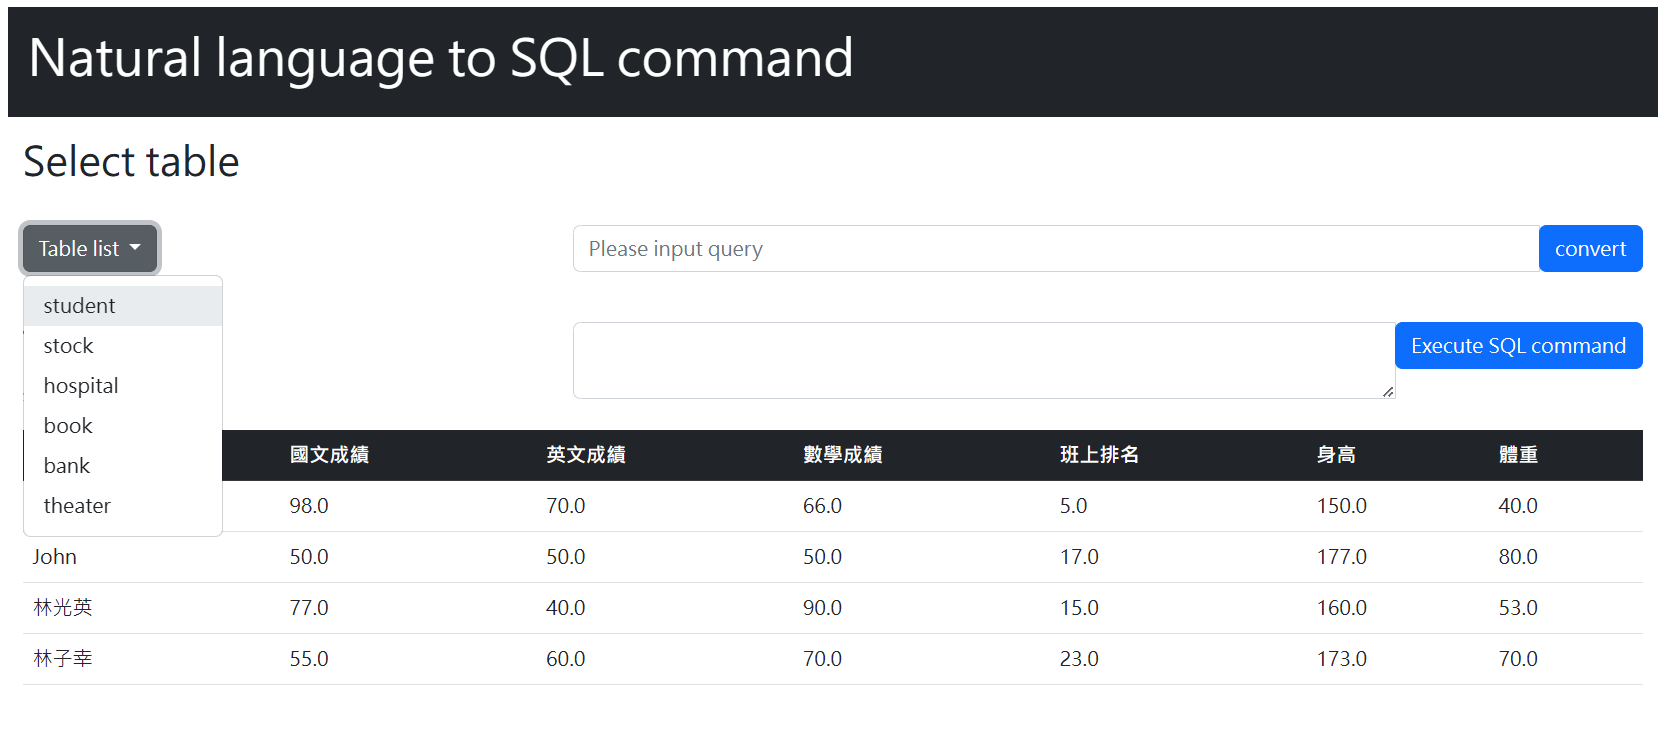 Natural language to SQL command
Select table
Table list
Please input query
convert
student
stock
hospital
book
bank
theater
Execute SQL command
國文成績 英文成績 數學成績 班上排名 身高 體重
98.0 70.0 66.0 5.0 150.0 40.0
John 50.0 50.0 50.0 17.0 177.0 80.0
林光英 77.0 40.0 90.0 15.0 160.0 53.0
林子幸 55.0 60.0 70.0 23.0 173.0 70.0